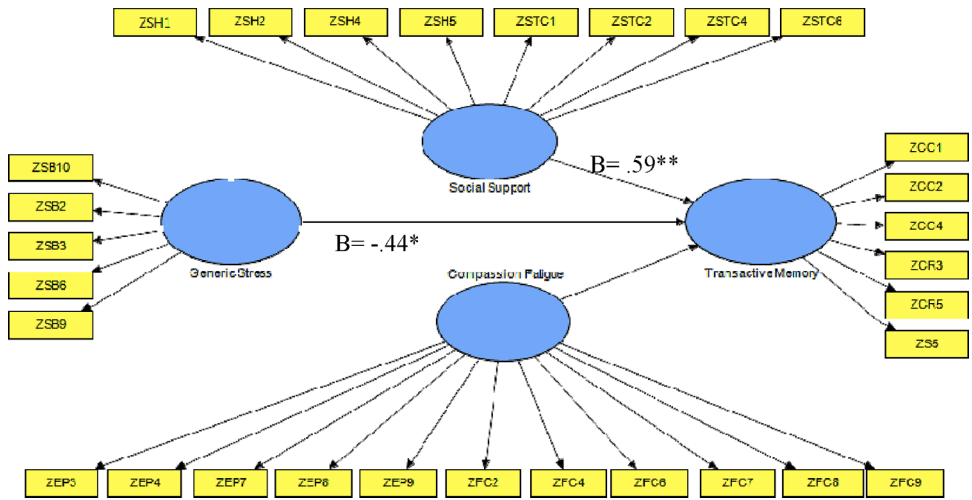 ZSH1 ZSH2 ZSH4 ZSH5 ZSTC1 ZSTC2 ZSTC4 ZSTC6
Social Support
B= .59**
ZSB10
ZSB2
ZSB3
ZSB6
ZSB9
Generic Stress
B= -.44*
Compassion Fatigue
Transactive Memory
ZCC1
ZCC2
ZCC4
ZCR3
ZCR5
ZS5
ZEP3 ZEP4 ZEP7 ZEP8 ZEP9 ZFC2 ZFC4 ZFC6 ZFC7 ZFC8 ZFC9